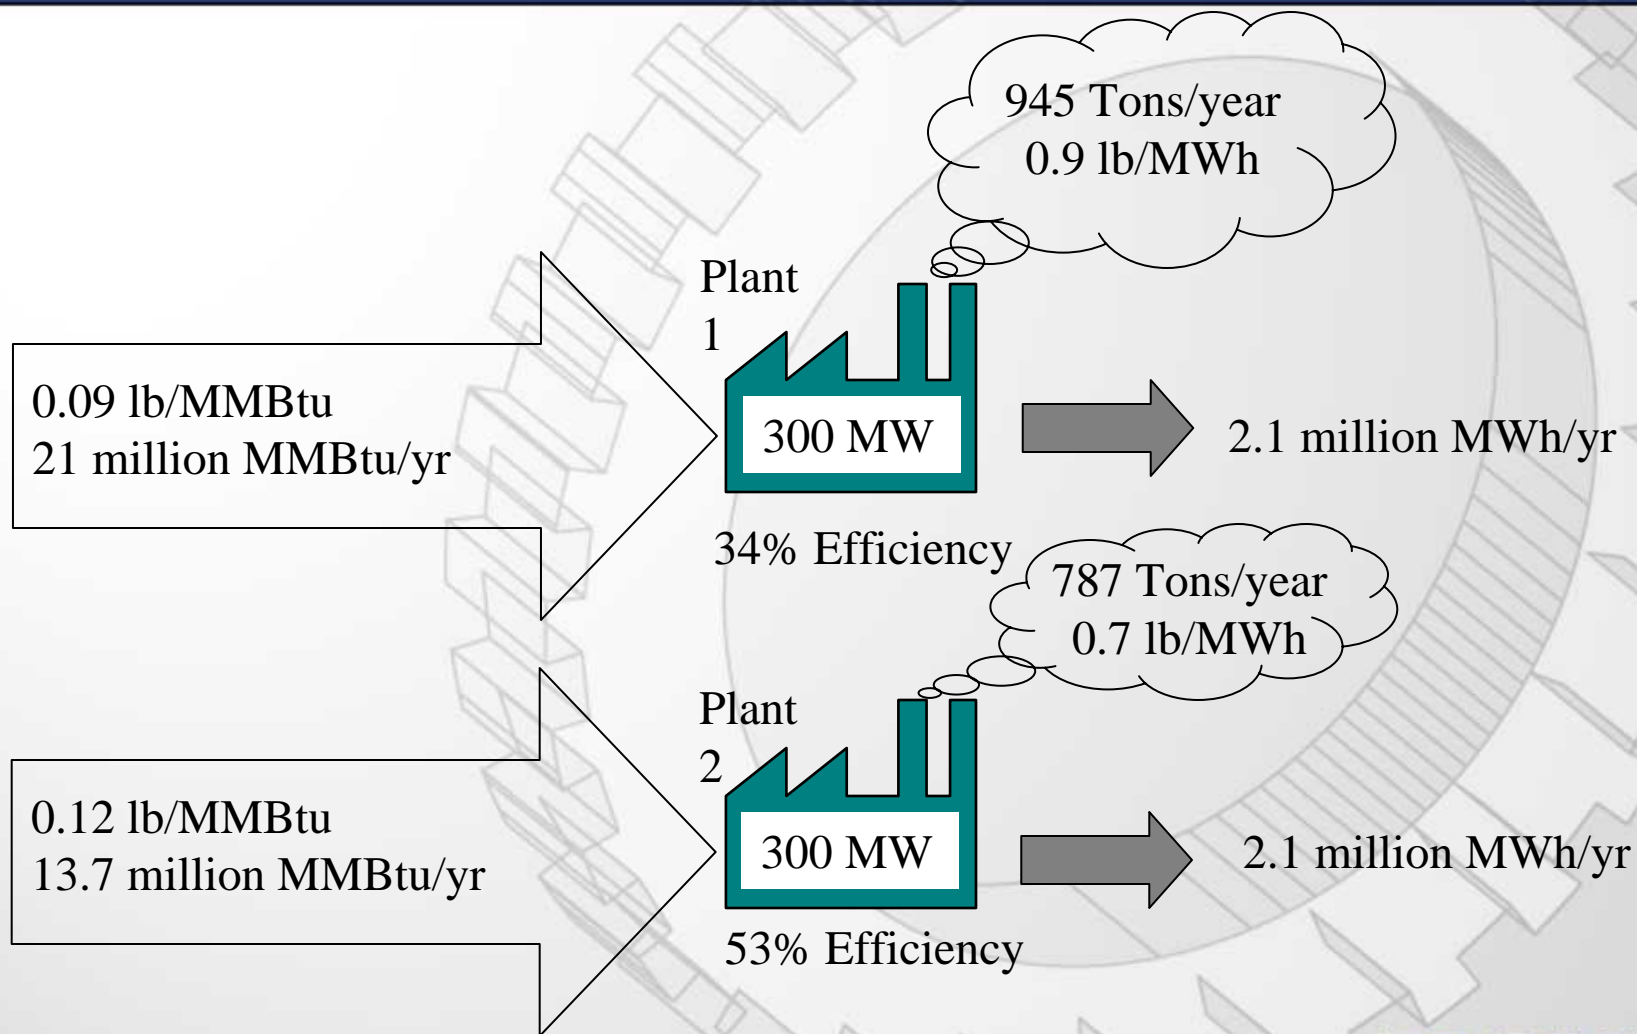 945 Tons/year
0.9 lb/MWh
Plant
1
0.09 lb/MMBtu
21 million MMBtu/yr
300 MW
2.1 million MWh/yr
34% Efficiency
787 Tons/year
0.7 lb/MWh
Plant
2
0.12 lb/MMBtu
13.7 million MMBtu/yr
300 MW
2.1 million MWh/yr
53% Efficiency